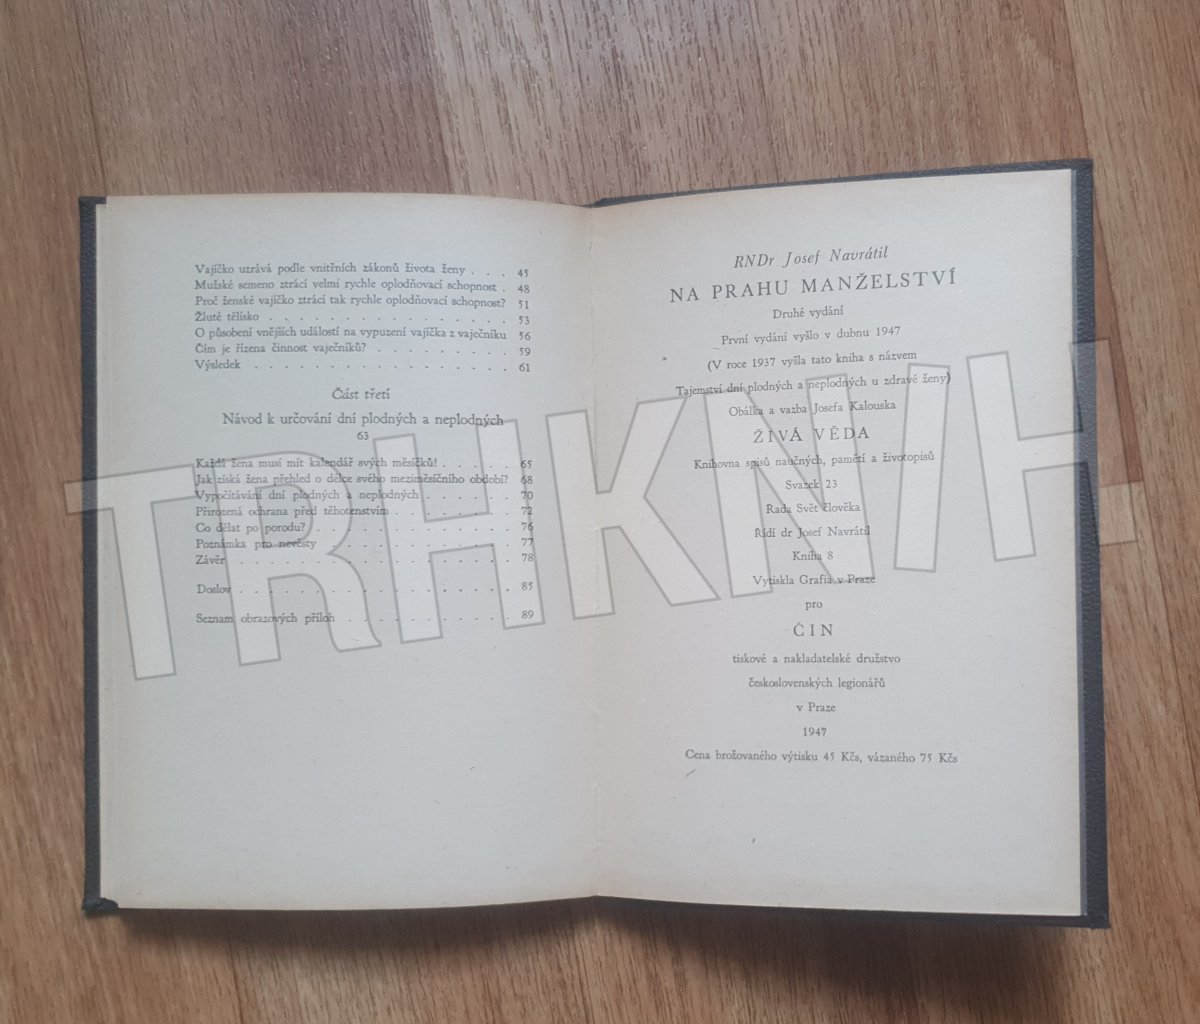 Vajíčko uzrává podle vnitřních zákonů života ženy . . . 45
Mužské semeno ztrácí velmi rychle oplodňovací schopnost . 48
Proč ženské vajíčko ztrácí tak rychle oplodňovací schopnost? 51
Žluté tělísko . . . . . . . . . . . . . . . 53
O působení vnějších událostí na vypuzení vajíčka z vaječníku 56
Čím je řízena činnost vaječníků? . . . . . . . . . 59
Výsledek . . . . . . . . . . . . . . . . 61
Část třetí
Návod k určování dní plodných a neplodných
63
Každá žena musí mít kalendář svých měsíčků! . . . . . 65
Jak získá žena přehled o délce svého meziměsíčního období? 68
Vypočítávání dní plodných a neplodných . . . . . . 70
Přirozená ochrana před těhotenstvím . . . . . . . . 72
Co dělat po porodu? . . . . . . . . . . . . 76
Poznámka pro nevěsty . . . . . . . . . . . 77
Závěr . . . . . . . . . . . . . . . . . 78
Doslov . . . . . . . . . . . . . . . . . 85
Seznam obrazových příloh . . . . . . . . . . 89
RNDr Josef Navrátil
NA PRAHU MANŽELSTVÍ
Druhé vydání
První vydání vyšlo v dubnu 1947
(V roce 1937 vyšla tato kniha s názvem
Tajemství dní plodných a neplodných u zdravé ženy)
Obálka a vazba Josefa Kalouska
ŽIVÁ VĚDA
Knihovna spisů naučných, pamětí a životopisů
Svazek 23
Řada Svět člověka
Řídí dr Josef Navrátil
Kniha 8
Vytiskla Grafia v Praze
pro
ČIN
tiskové a nakladatelské družstvo
československých legionářů
v Praze
1947
Cena brožovaného výtisku 45 Kčs, vázaného 75 Kčs
TRHKNIH